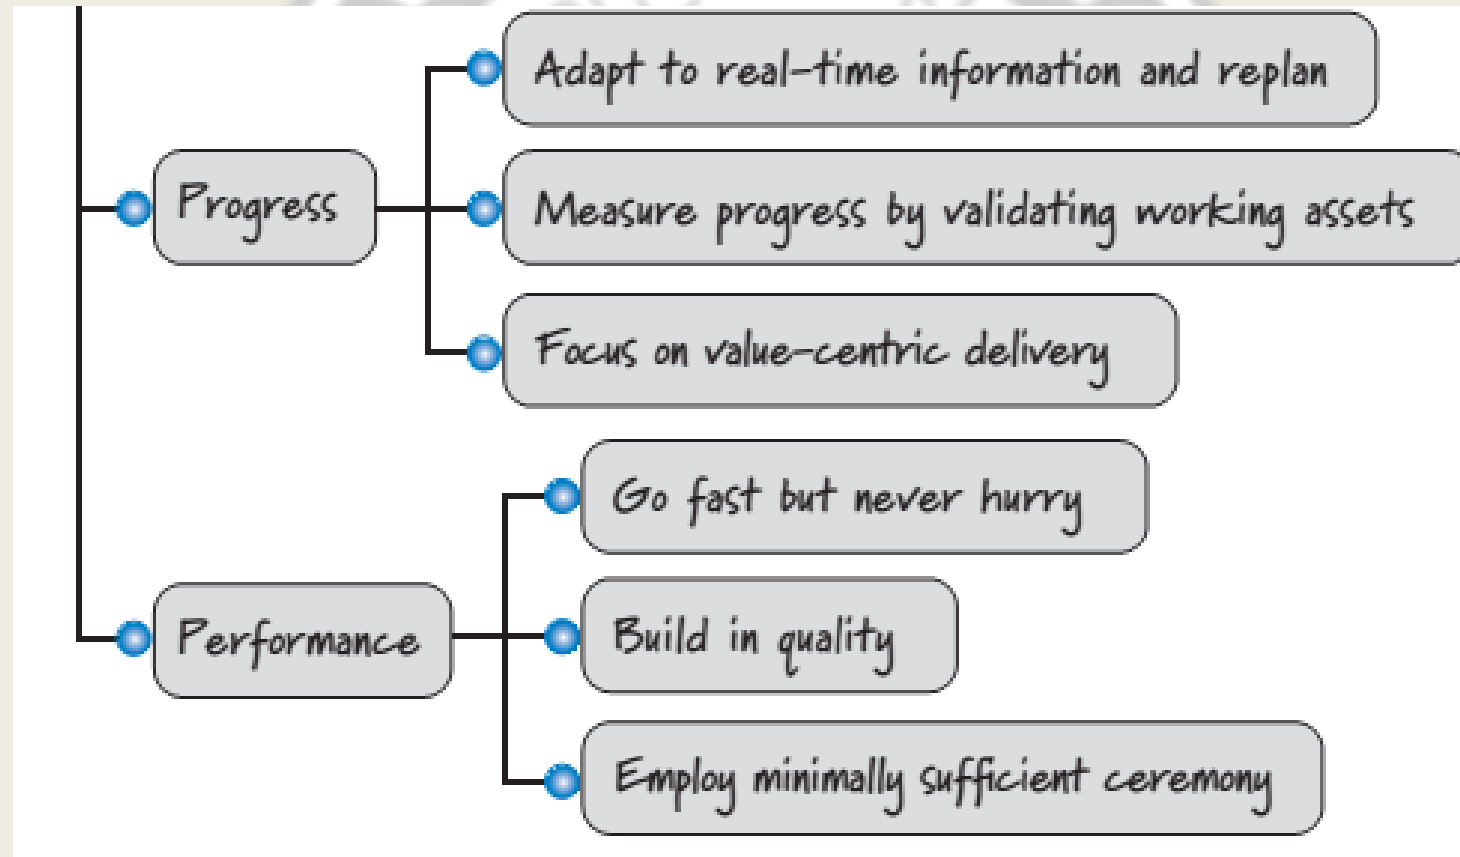 Adapt to real-time information and replan
Progress
Measure progress by validating working assets
Focus on value-centric delivery
Go fast but never hurry
Performance
Build in quality
Employ minimally sufficient ceremony